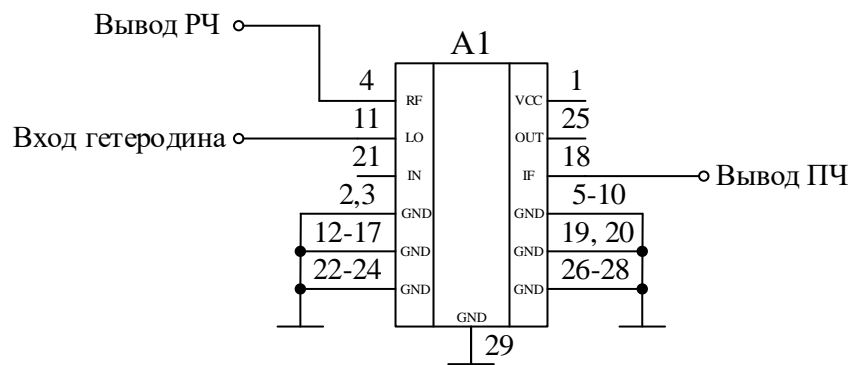 Вывод РЧ
A1
4
RF
VCC
1
Вход гетеродина
11
LO
OUT
25
21
IN
IF
18
Вывод ПЧ
2,3
GND
GND
5-10
12-17
GND
GND
19, 20
22-24
GND
GND
26-28
GND
29